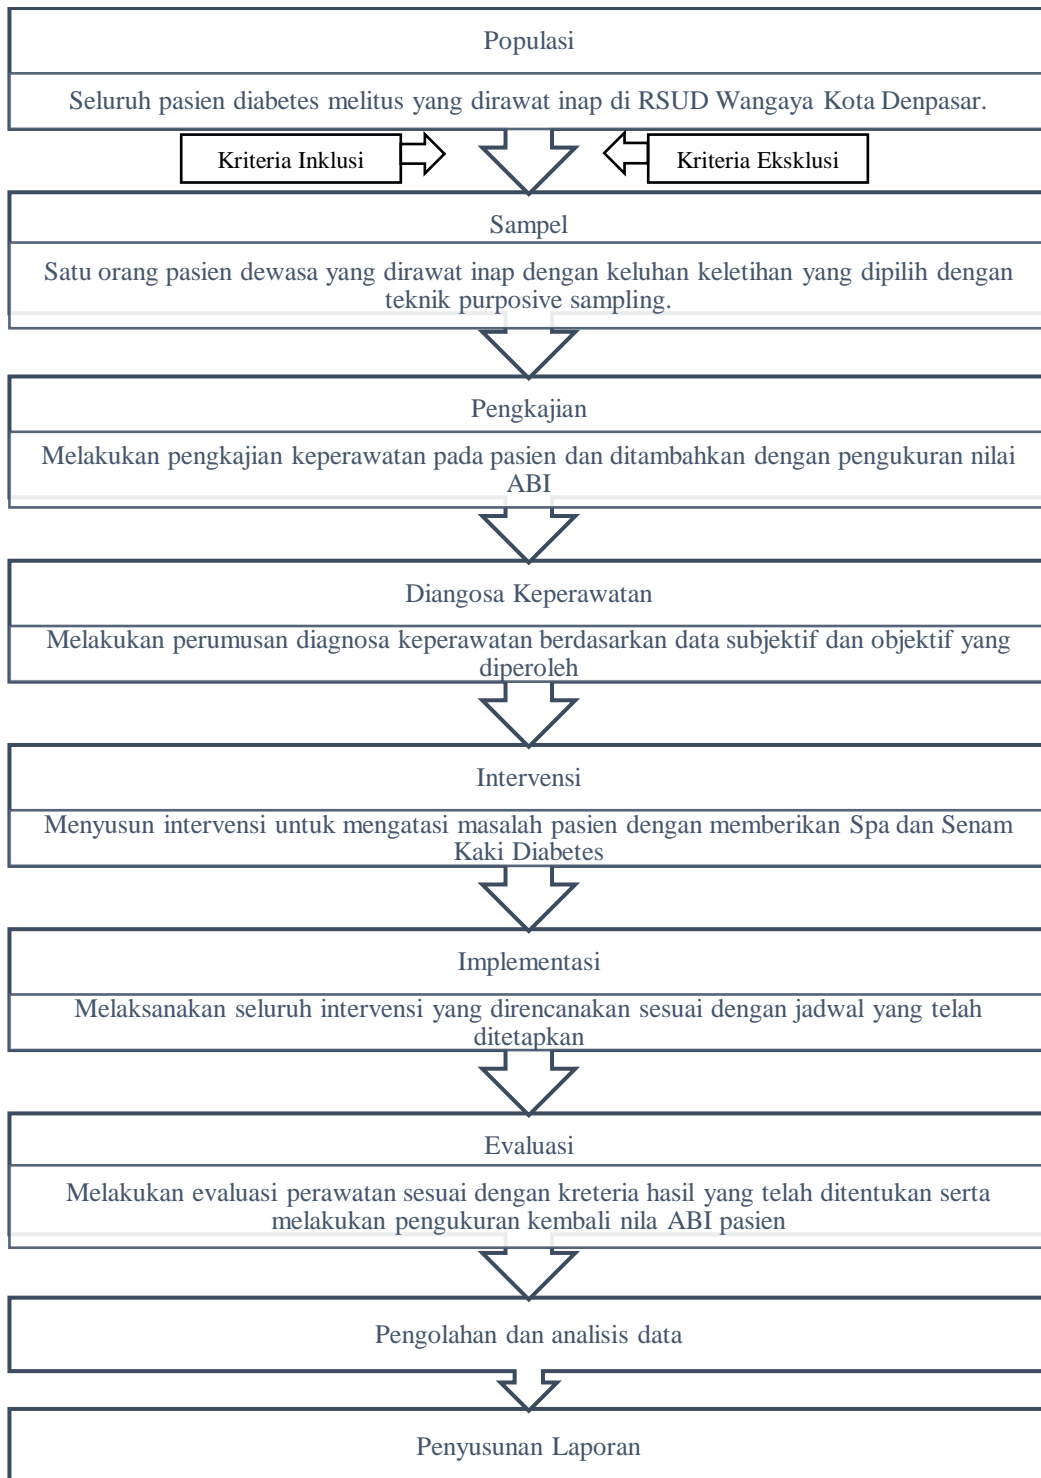 Populasi
Seluruh pasien diabetes melitus yang dirawat inap di RSUD Wangaya Kota Denpasar.
Kriteria Inklusi
Kriteria Eksklusi
Sampel
Satu orang pasien dewasa yang dirawat inap dengan keluhan keletihan yang dipilih dengan
teknik purposive sampling.
Pengkajian
Melakukan pengkajian keperawatan pada pasien dan ditambahkan dengan pengukuran nilai
ABI
Diangosa Keperawatan
Melakukan perumusan diagnosa keperawatan berdasarkan data subjektif dan objektif yang
diperoleh
Intervensi
Menyusun intervensi untuk mengatasi masalah pasien dengan memberikan Spa dan Senam
Kaki Diabetes
Implementasi
Melaksanakan seluruh intervensi yang direncanakan sesuai dengan jadwal yang telah
ditetapkan
Evaluasi
Melakukan evaluasi perawatan sesuai dengan kreteria hasil yang telah ditentukan serta
melakukan pengukuran kembali nila ABI pasien
Pengolahan dan analisis data
Penyusunan Laporan